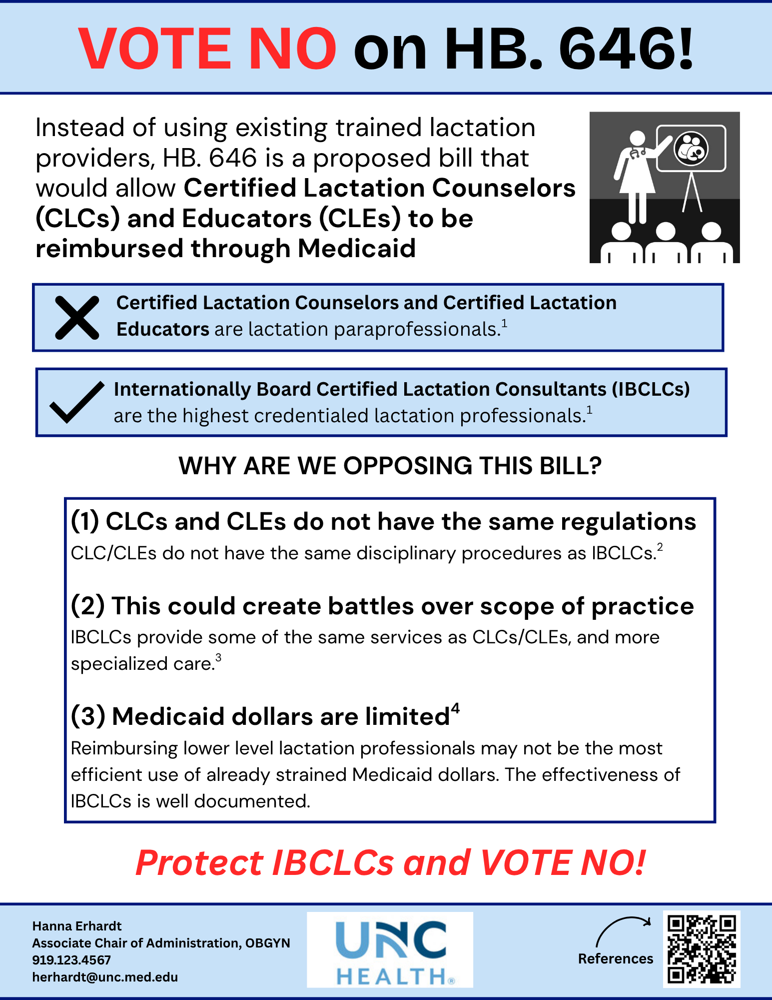 VOTE NO on HB. 646!
Instead of using existing trained lactation
providers, HB. 646 is a proposed bill that
would allow Certified Lactation Counselors
(CLCs) and Educators (CLEs) to be
reimbursed through Medicaid
Certified Lactation Counselors and Certified Lactation
Educators are lactation paraprofessionals.¹
Internationally Board Certified Lactation Consultants (IBCLCs)
are the highest credentialed lactation professionals.¹
WHY ARE WE OPPOSING THIS BILL?
(1) CLCs and CLEs do not have the same regulations
CLC/CLEs do not have the same disciplinary procedures as IBCLCs.²
(2) This could create battles over scope of practice
IBCLCs provide some of the same services as CLCs/CLEs, and more
specialized care.³
(3) Medicaid dollars are limited⁴
Reimbursing lower level lactation professionals may not be the most
efficient use of already strained Medicaid dollars. The effectiveness of
IBCLCs is well documented.
Protect IBCLCs and VOTE NO!
Hanna Erhardt
Associate Chair of Administration, OBGYN
919.123.4567
herhardt@unc.med.edu
UNC
HEALTH®
References